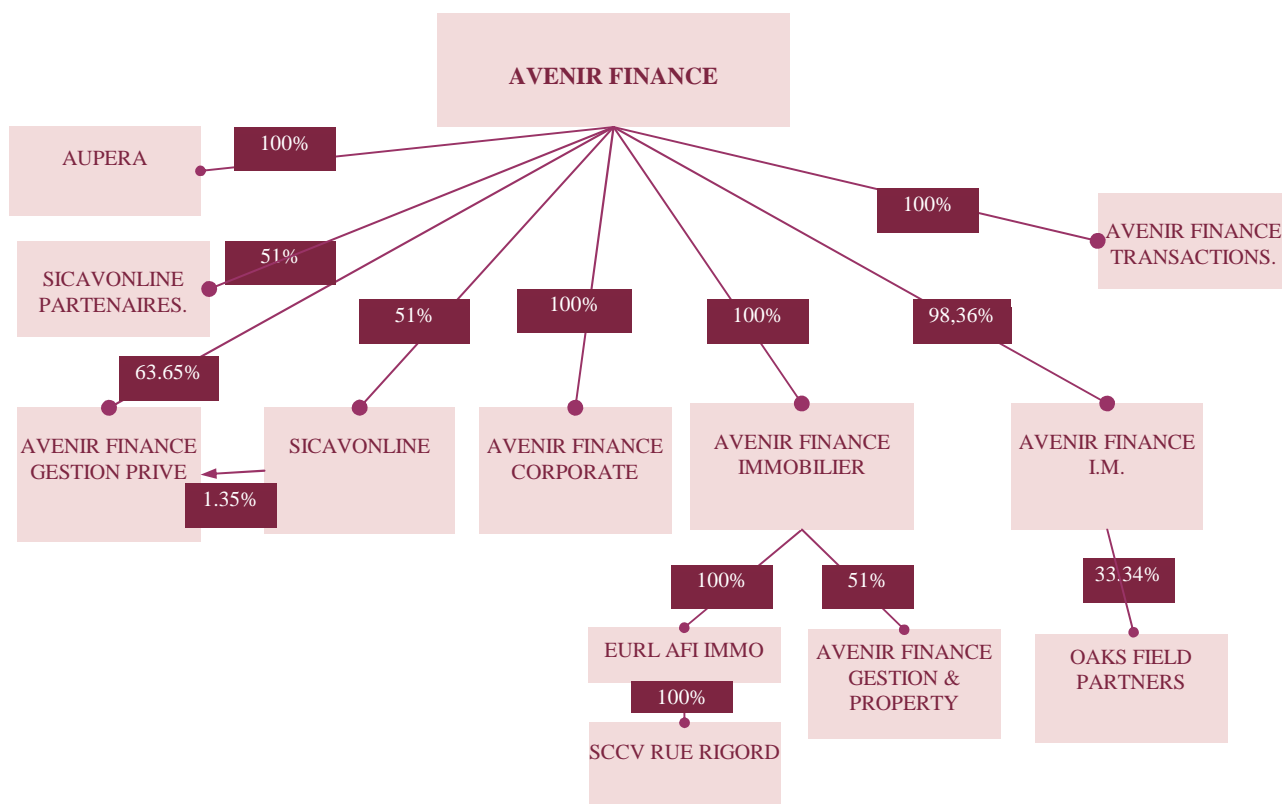 AVENIR FINANCE
100%
AUPERA
100%
AVENIR FINANCE
TRANSACTIONS.
51%
SICAVONLINE
PARTENAIRES.
51%
100%
100%
98,36%
63.65%
AVENIR FINANCE
GESTION PRIVE
SICAVONLINE
AVENIR FINANCE
CORPORATE
AVENIR FINANCE
IMMOBILIER
AVENIR FINANCE
I.M.
1.35%
100%
51%
33.34%
EURL AFI IMMO
AVENIR FINANCE
GESTION &
PROPERTY
OAKS FIELD
PARTNERS
100%
SCCV RUE RIGORD